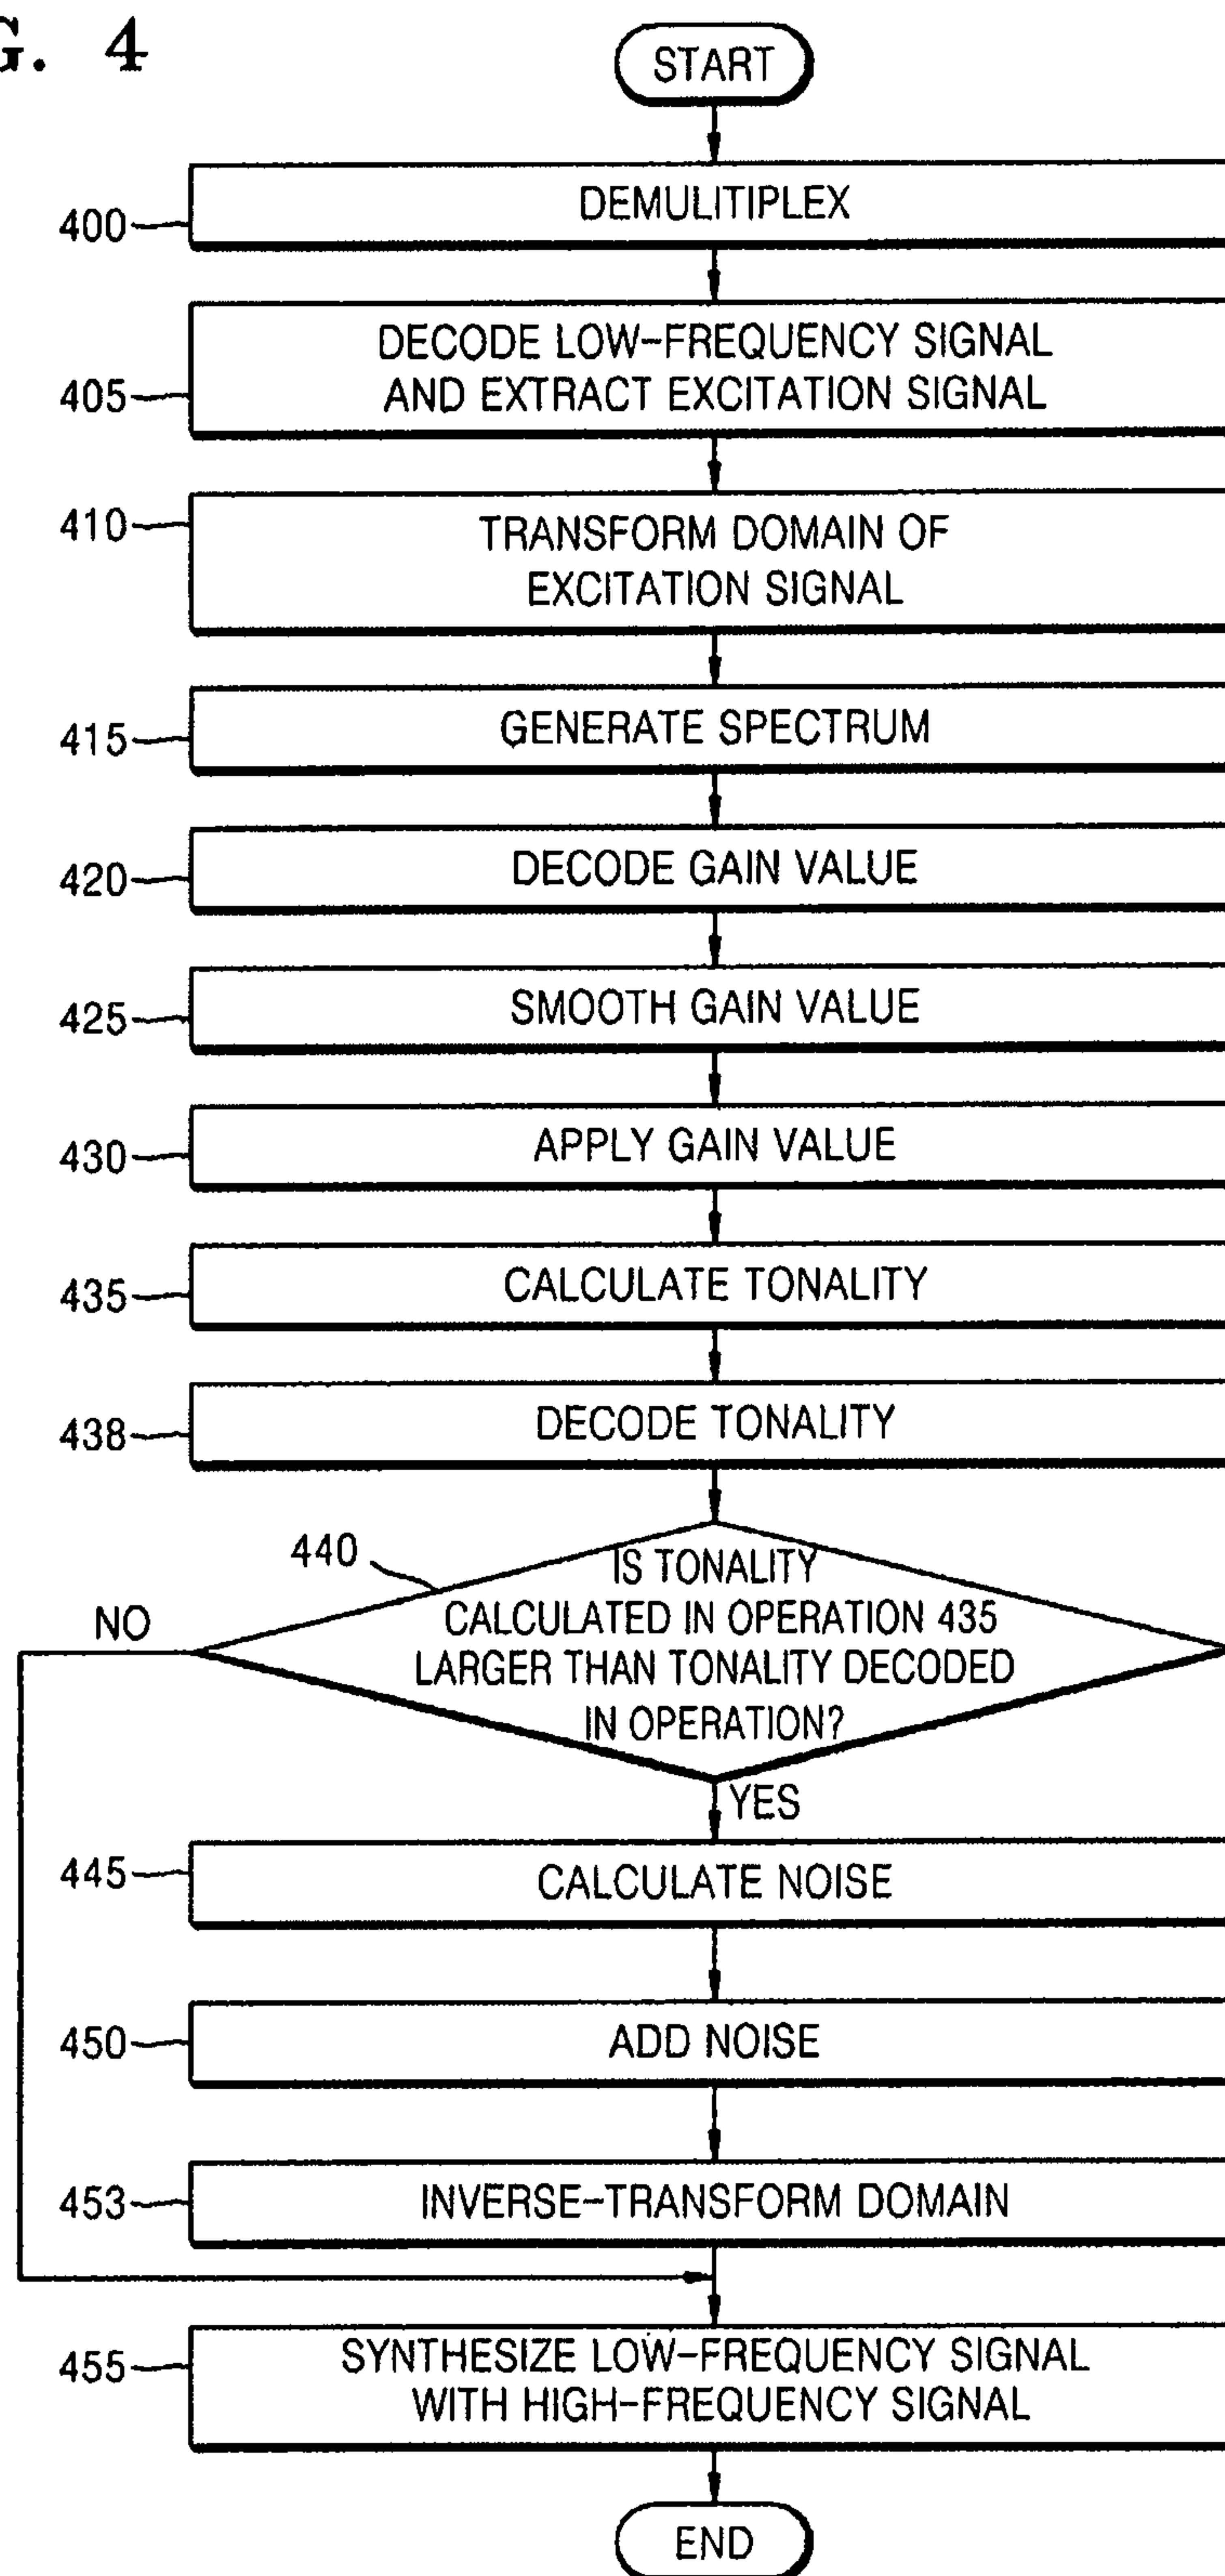 G. 4
START
400
DEMULITIPLEX
405
DECODE LOW-FREQUENCY SIGNAL
AND EXTRACT EXCITATION SIGNAL
410
TRANSFORM DOMAIN OF
EXCITATION SIGNAL
415
GENERATE SPECTRUM
420
DECODE GAIN VALUE
425
SMOOTH GAIN VALUE
430
APPLY GAIN VALUE
435
CALCULATE TONALITY
438
DECODE TONALITY
440
IS TONALITY
CALCULATED IN OPERATION 435
LARGER THAN TONALITY DECODED
IN OPERATION?
NO
YES
445
CALCULATE NOISE
450
ADD NOISE
453
INVERSE-TRANSFORM DOMAIN
455
SYNTHESIZE LOW-FREQUENCY SIGNAL
WITH HIGH-FREQUENCY SIGNAL
END